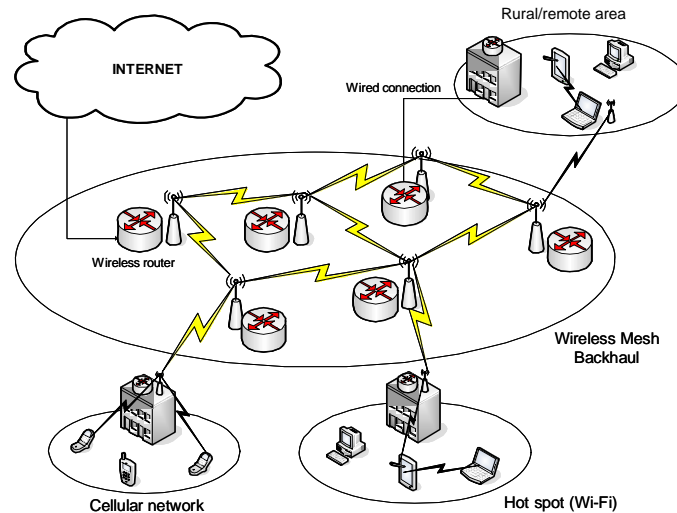 Rural/remote area
INTERNET
Wired connection
Wireless router
Wireless Mesh
Backhaul
Cellular network
Hot spot (Wi-Fi)